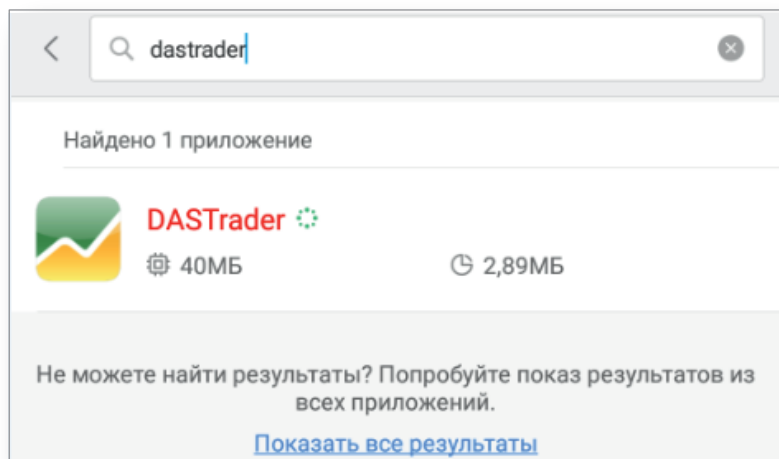 dastrader
Найдено 1 приложение
DASTrader
40МБ 2,89МБ
Не можете найти результаты? Попробуйте показ результатов из
всех приложений.
Показать все результаты